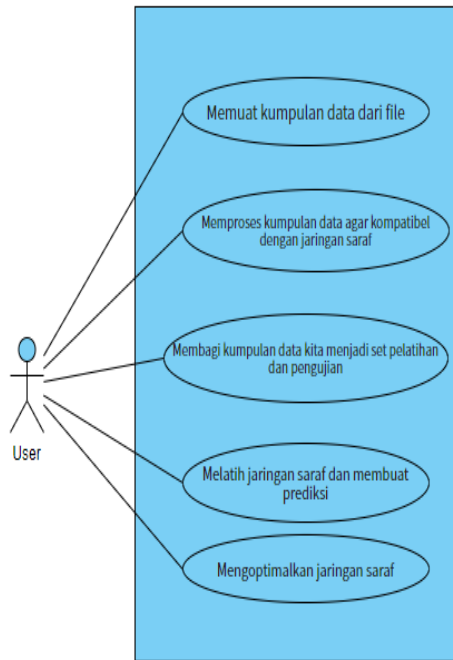 Memuat kumpulan data dari file
Memproses kumpulan data agar kompatibel
dengan jaringan saraf
Membagi kumpulan data kita menjadi set pelatihan
dan pengujian
User
Melatih jaringan saraf dan membuat
prediksi
Mengoptimalkan jaringan saraf